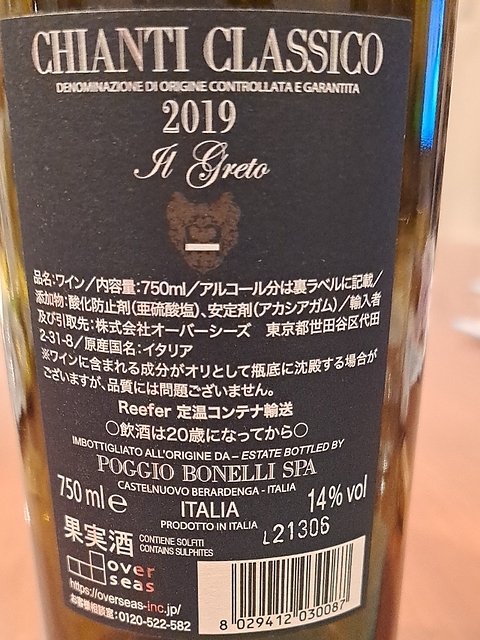 CHIANTI CLASSICO
DENOMINAZIONE DI ORIGINE CONTROLLATA E GARANTITA
2019
Il Greto
品名:ワイン／内容量:750ml／アルコール分は裏ラベルに記載／
添加物:酸化防止剤(亜硫酸塩)、安定剤(アカシアガム)／輸入者
及び引取先:株式会社オーバーシーズ 東京都世田谷区代田
2-31-8／原産国名:イタリア
※ワインに含まれる成分がオリとして瓶底に沈殿する場合が
ございますが、品質には問題ございません。
Reefer 定温コンテナ輸送
○飲酒は20歳になってから○
IMBOTTIGLIATO ALL'ORIGINE DA – ESTATE BOTTLED BY
POGGIO BONELLI SPA
CASTELNUOVO BERARDENGA - ITALIA
750 ml e
ITALIA
14% vol
PRODUCTO IN ITALIA
L21306
果実酒
CONTIENE SOLFITI
CONTAINS SULPHITES
over
seas
https://overseas-inc.jp/
お客様相談室:0120-522-582
8 029412 030087